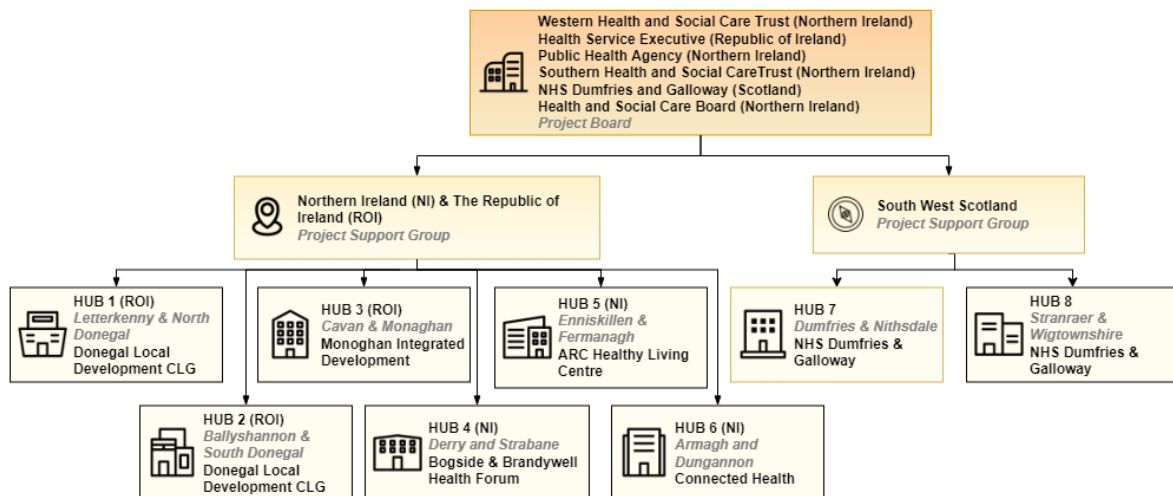 Western Health and Social Care Trust (Northern Ireland)
Health Service Executive (Republic of Ireland)
Public Health Agency (Northern Ireland)
Southern Health and Social CareTrust (Northern Ireland)
NHS Dumfries and Galloway (Scotland)
Health and Social Care Board (Northern Ireland)
Project Board
Northern Ireland (NI) & The Republic of
Ireland (ROI)
Project Support Group
South West Scotland
Project Support Group
HUB 1 (ROI)
Letterkenny & North
Donegal
Donegal Local
Development CLG
HUB 3 (ROI)
Cavan & Monaghan
Monoghan Integrated
Development
HUB 5 (NI)
Enniskillen &
Fermanagh
ARC Healthy Living
Centre
HUB 7
Dumfries & Nithsdale
NHS Dumfries &
Galloway
HUB 8
Stranraer &
Wigtownshire
NHS Dumfries &
Galloway
HUB 2 (ROI)
Ballyshannon &
South Donegal
Donegal Local
Development CLG
HUB 4 (NI)
Derry and Strabane
Bogside & Brandywell
Health Forum
HUB 6 (NI)
Armagh and
Dungannon
Connected Health